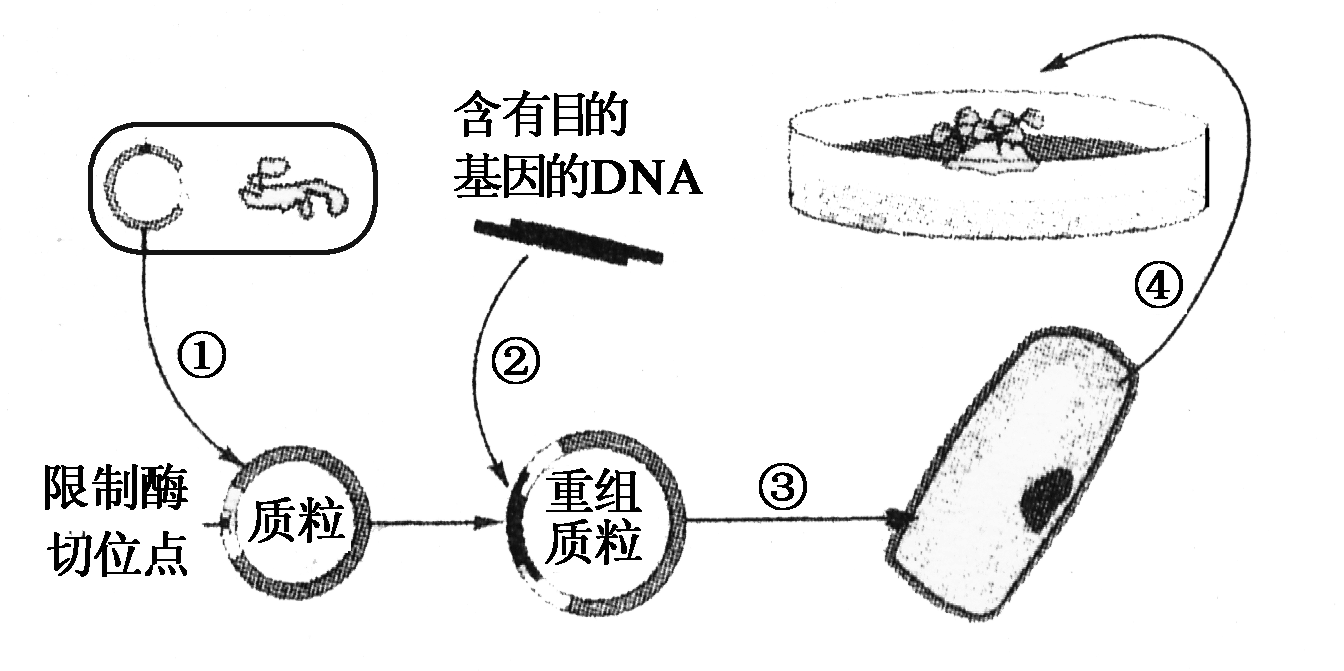 含有目的
基因的DNA
①
②
④
限制酶
切位点
质粒
重组
质粒
③